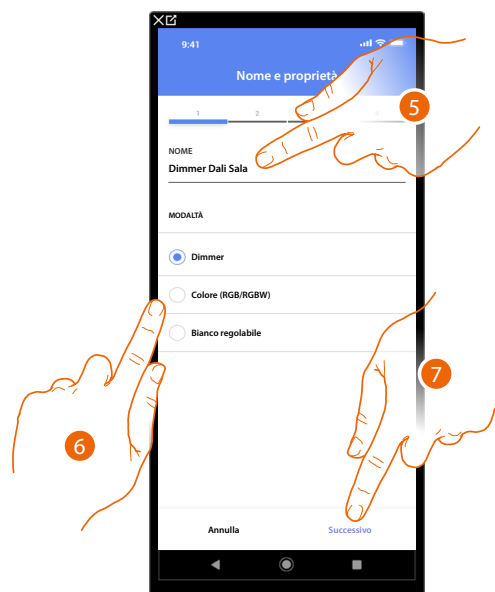 9:41
Nome e proprietà
5
1
2
NOME
Dimmer Dali Sala
MODALTÀ
Dimmer
Colore (RGB/RGBW)
Bianco regolabile
7
6
Annulla
Successivo